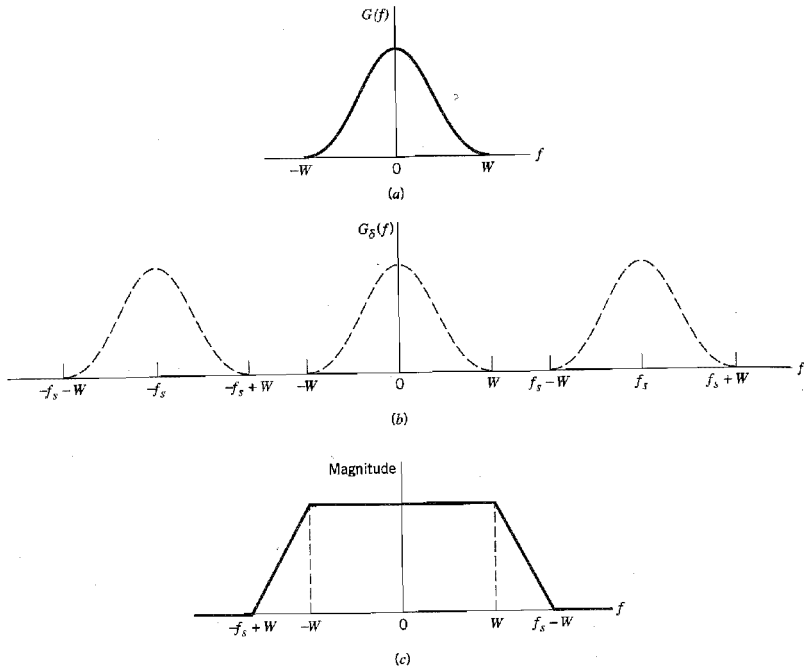 G(f)
-W 0 W f
(a)
G_δ(f)
-f_s - W -f_s -f_s + W -W 0 W f_s - W f_s f_s + W f
(b)
Magnitude
-f_s + W -W 0 W f_s - W f
(c)